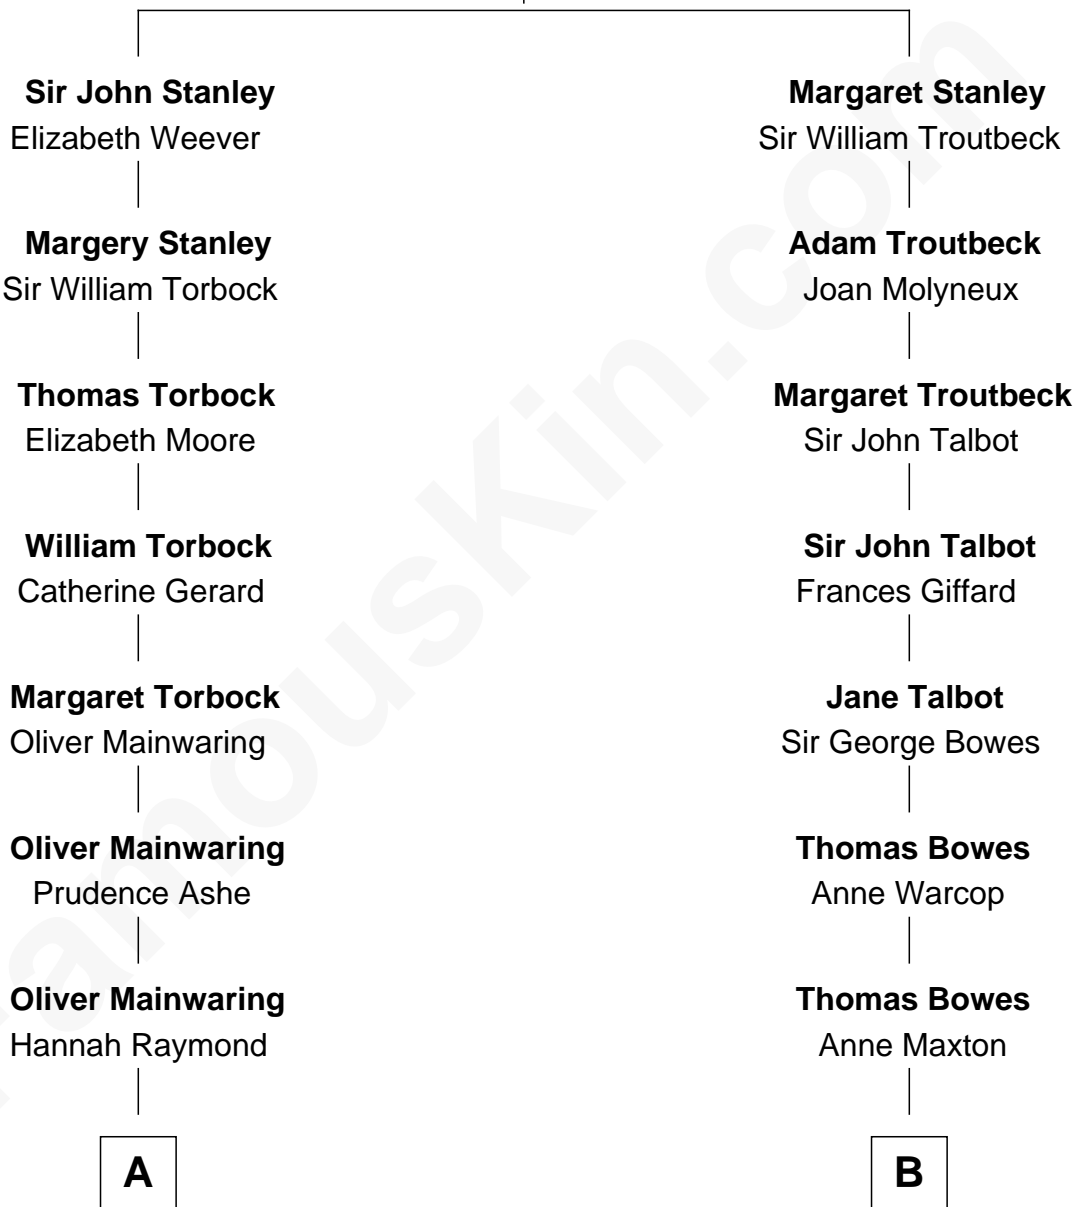 Sir John Stanley
Elizabeth Weever
Margery Stanley
Sir William Torbock
Thomas Torbock
Elizabeth Moore
William Torbock
Catherine Gerard
Margaret Torbock
Oliver Mainwaring
Oliver Mainwaring
Prudence Ashe
Oliver Mainwaring
Hannah Raymond
A
Margaret Stanley
Sir William Troutbeck
Adam Troutbeck
Joan Molyneux
Margaret Troutbeck
Sir John Talbot
Sir John Talbot
Frances Giffard
Jane Talbot
Sir George Bowes
Thomas Bowes
Anne Warcop
Thomas Bowes
Anne Maxton
B
FamousKin.com